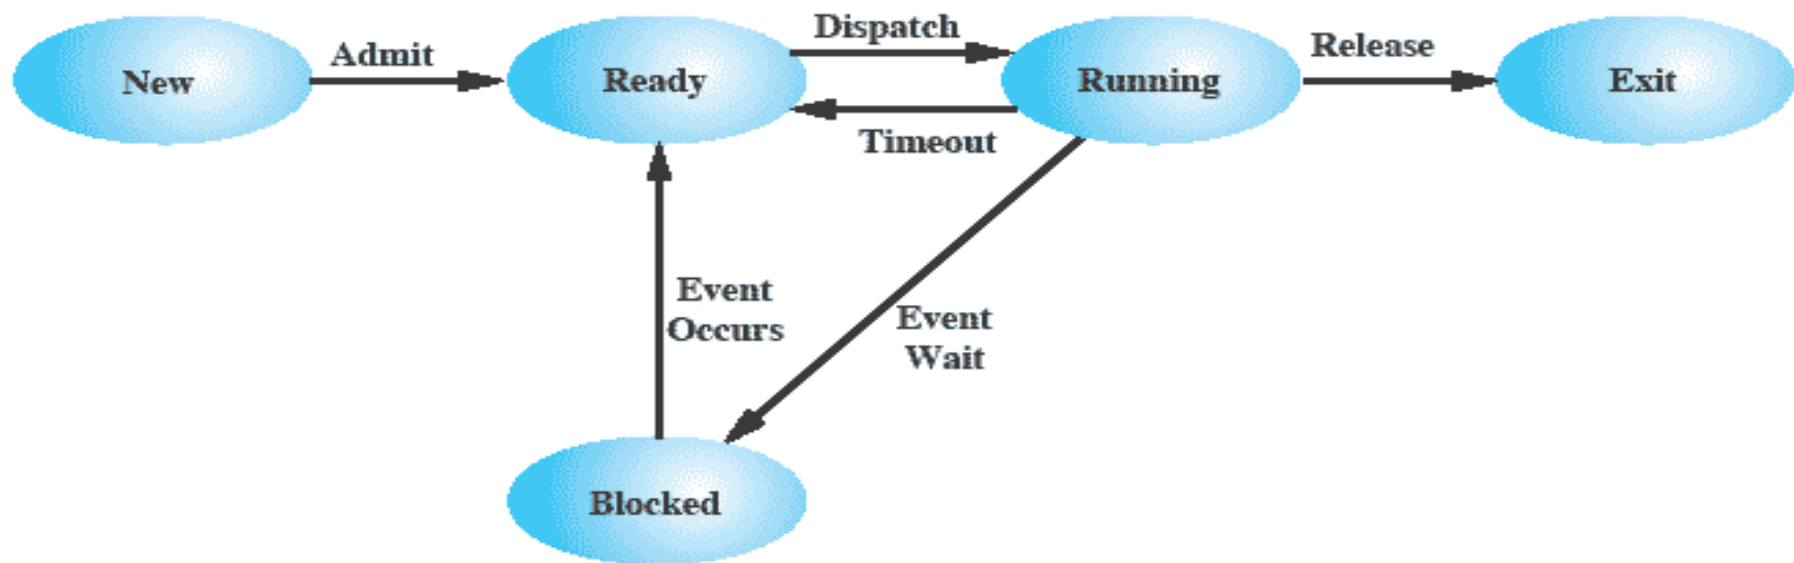 New
Admit
Ready
Dispatch
Timeout
Running
Release
Exit
Event
Occurs
Event
Wait
Blocked